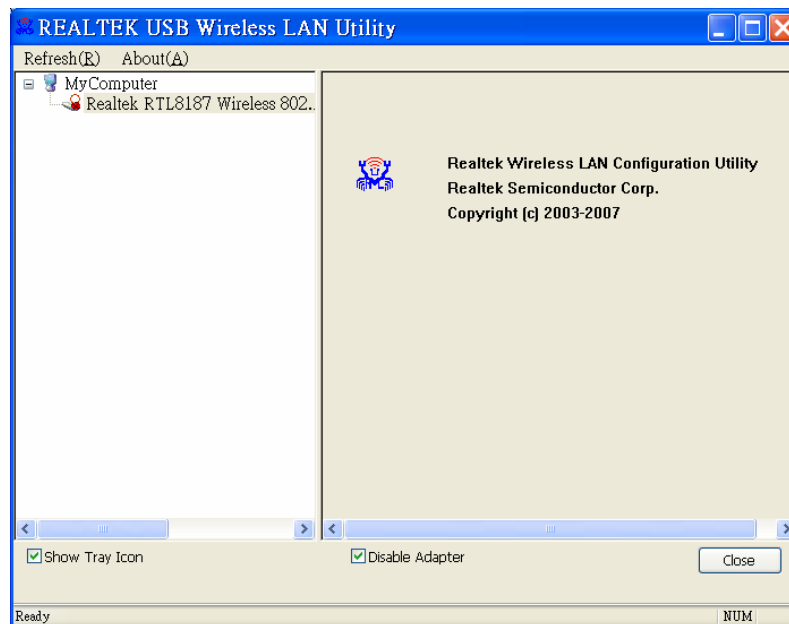 REALTEK USB Wireless LAN Utility
Refresh(R) About(A)
MyComputer
Realtek RTL8187 Wireless 802..
Realtek Wireless LAN Configuration Utility
Realtek Semiconductor Corp.
Copyright (c) 2003-2007
Show Tray Icon
Disable Adapter
Close
Ready
NUM